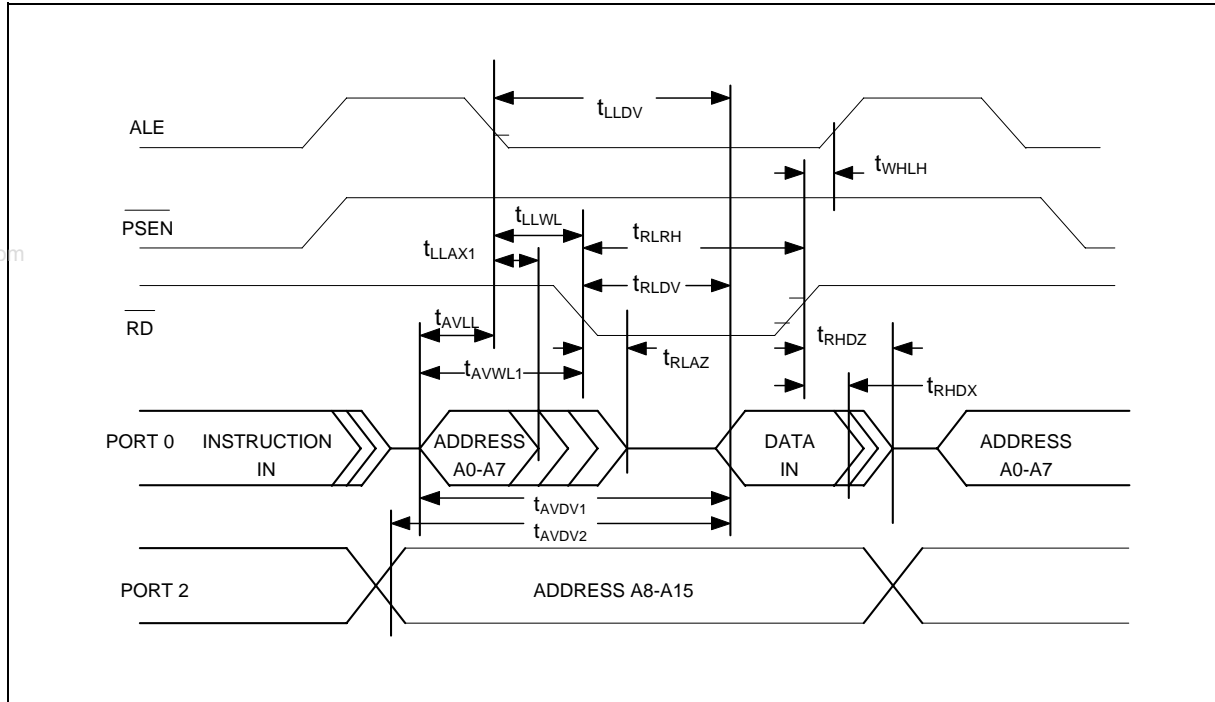 tLLDV
ALE
tWHLH
PSEN
tLLWL
tLLAX1
tRLRH
om
tRLDV
RD
tAVLL
tRHDZ
tAVWL1
tRLAZ
tRHDX
PORT 0
INSTRUCTION
IN
ADDRESS
A0-A7
DATA
IN
ADDRESS
A0-A7
tAVDV1
tAVDV2
PORT 2
ADDRESS A8-A15